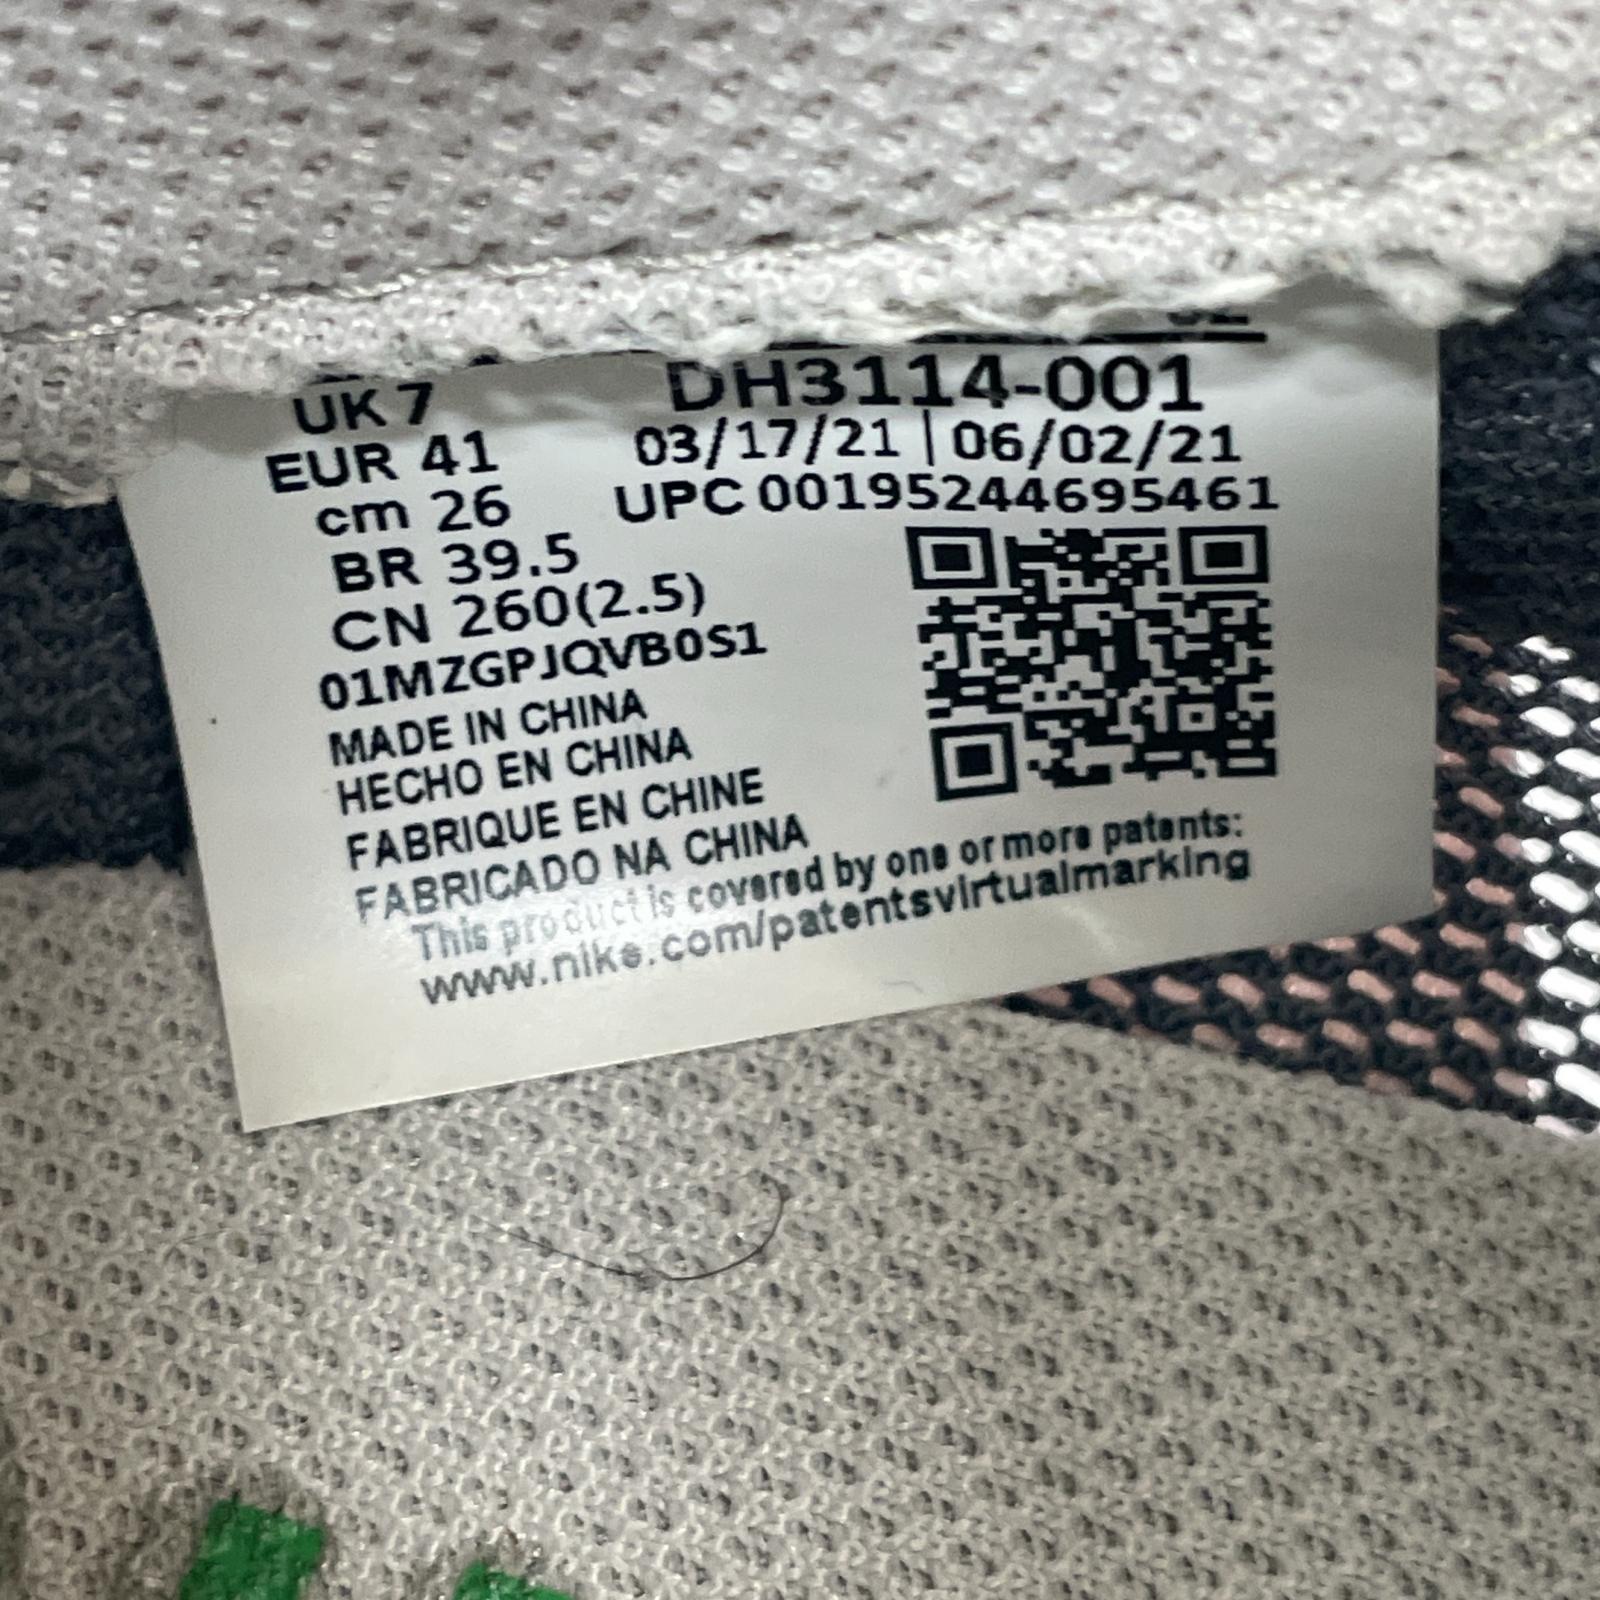 UK 7
DH3114-001
EUR 41
03/17/21 | 06/02/21
cm 26
UPC 00195244695461
BR 39.5
CN 260(2.5)
01MZGPJQVB0S1
MADE IN CHINA
HECHO EN CHINA
FABRIQUE EN CHINE
FABRICADO NA CHINA
This product is covered by one or more patents:
www.nike.com/patentsvirtualmarking